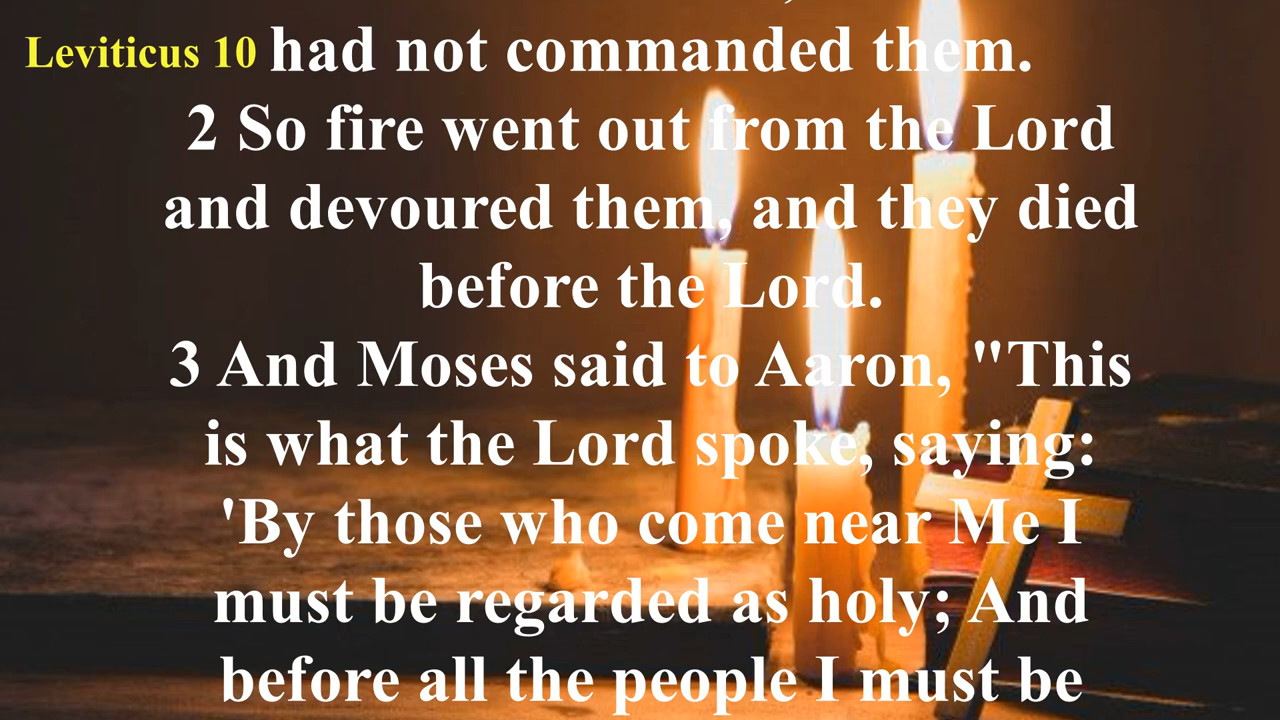 Leviticus 10 had not commanded them.
2 So fire went out from the Lord
and devoured them, and they died
before the Lord.
3 And Moses said to Aaron, "This
is what the Lord spoke, saying:
'By those who come near Me I
must be regarded as holy; And
before all the people I must be